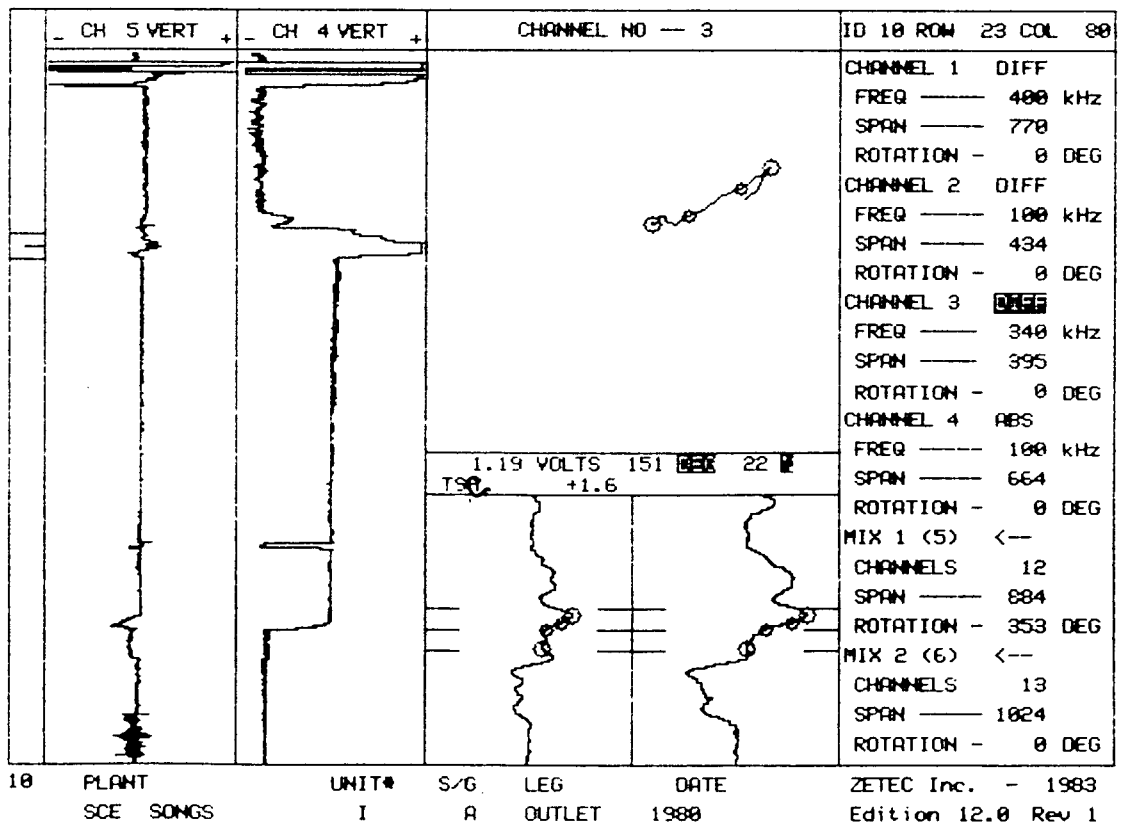 - CH 5 VERT +
- CH 4 VERT +
CHANNEL NO -- 3
ID 10 ROW 23 COL 80
CHANNEL 1 DIFF
FREQ ---- 400 kHz
SPAN ---- 770
ROTATION - 0 DEG
CHANNEL 2 DIFF
FREQ ---- 100 kHz
SPAN ---- 434
ROTATION - 0 DEG
CHANNEL 3 DIFF
FREQ ---- 340 kHz
SPAN ---- 395
ROTATION - 0 DEG
CHANNEL 4 ABS
FREQ ---- 100 kHz
SPAN ---- 664
ROTATION - 0 DEG
MIX 1 (5) <--
CHANNELS 12
SPAN ---- 884
ROTATION - 353 DEG
MIX 2 (6) <--
CHANNELS 13
SPAN ---- 1024
ROTATION - 0 DEG
1.19 VOLTS 151 DEG 22
+1.6
10 PLANT UNIT# S/G LEG DATE
SCE SONGS I A OUTLET 1980
ZETEC Inc. - 1983
Edition 12.0 Rev 1